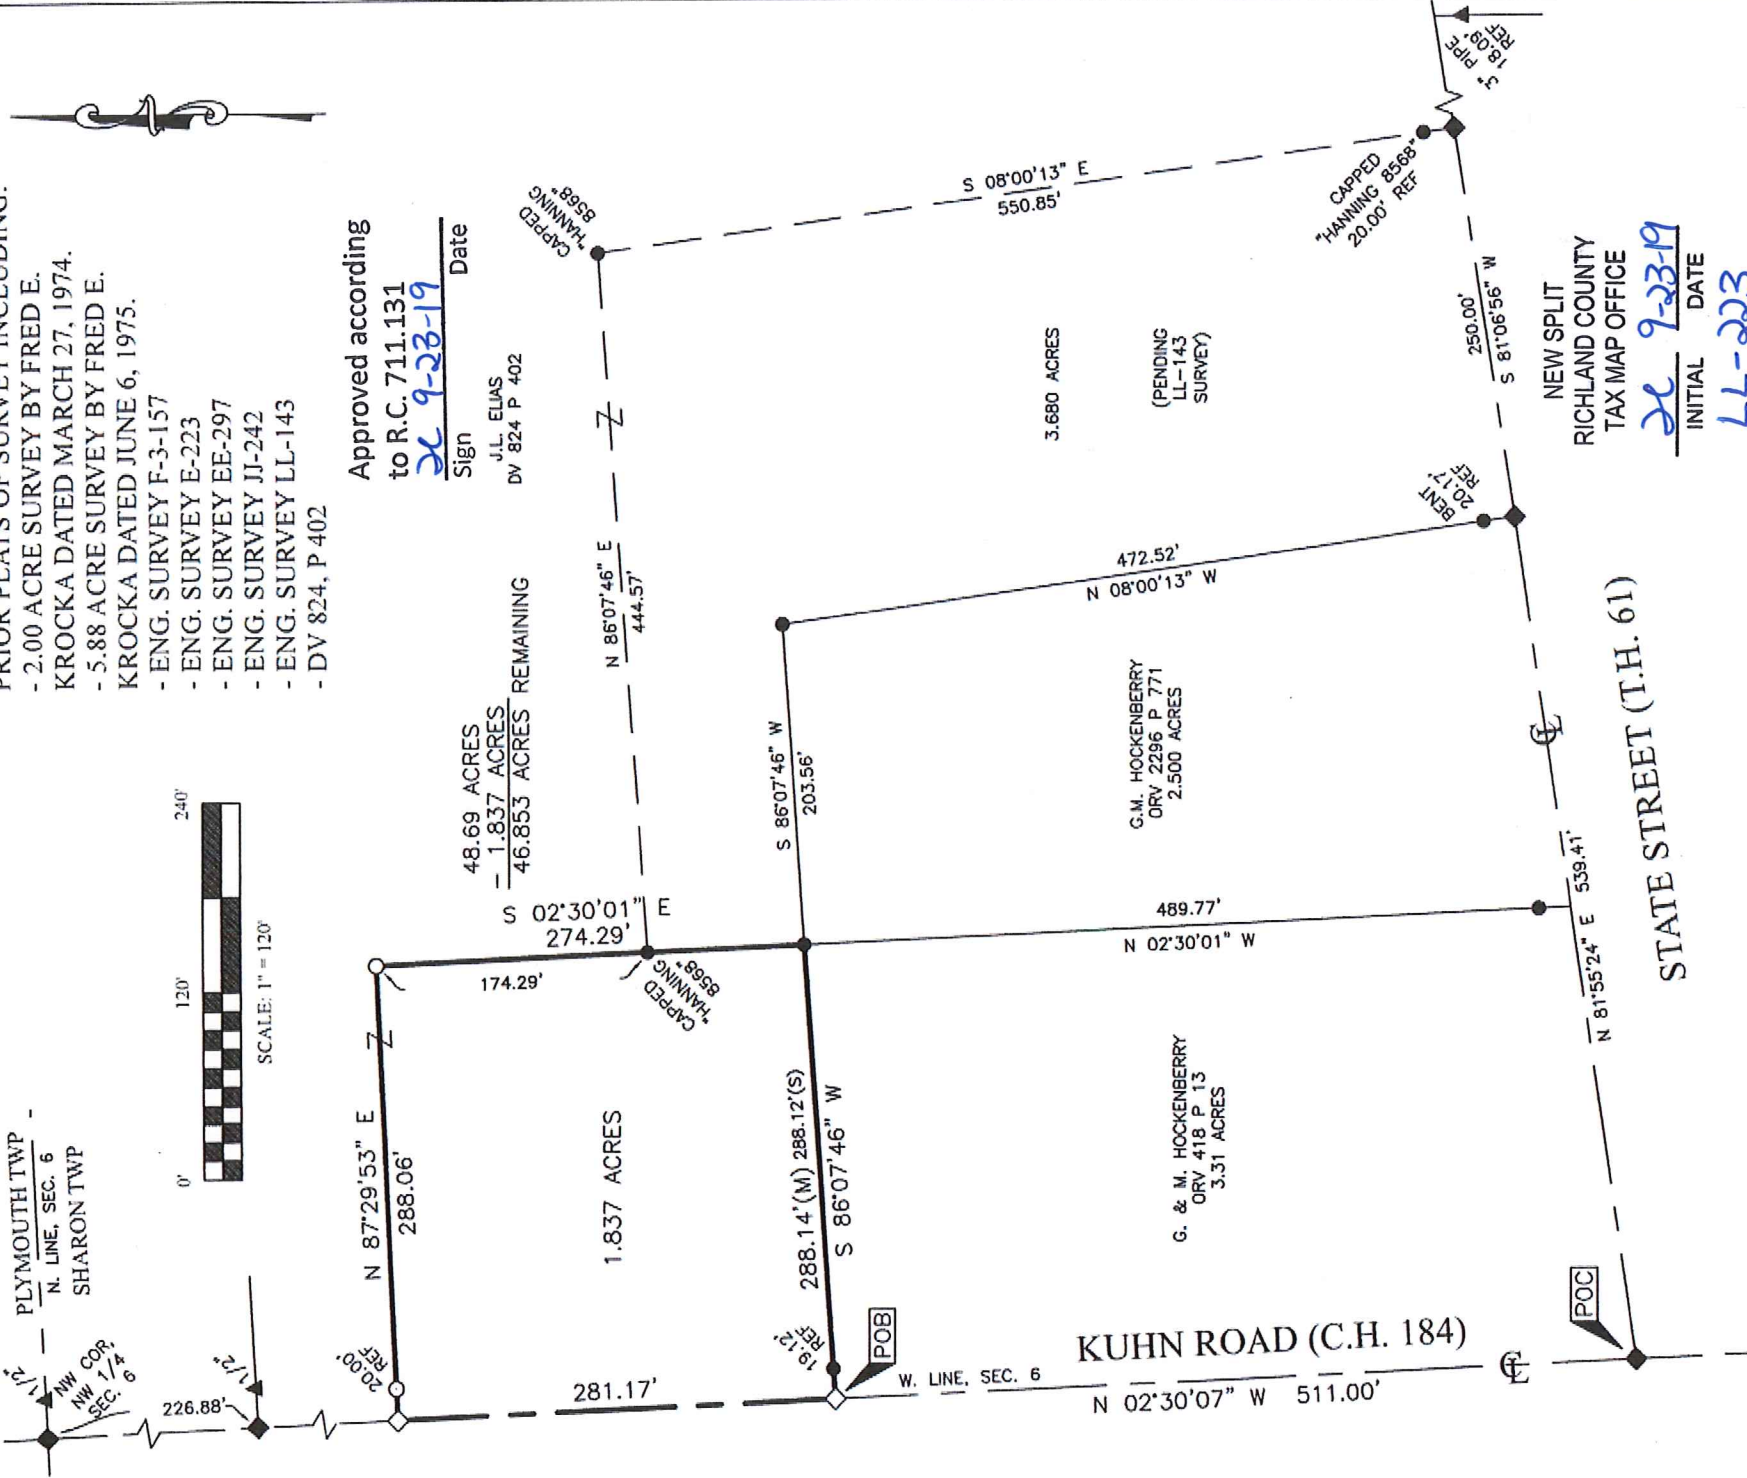 PRIOR PLATS OF SURVEY INCLUDING:
- 2.00 ACRE SURVEY BY FRED E.
KROCKA DATED MARCH 27, 1974.
- 5.88 ACRE SURVEY BY FRED E.
KROCKA DATED JUNE 6, 1975.
- ENG. SURVEY F-3-157
- ENG. SURVEY E-223
- ENG. SURVEY EE-297
- ENG. SURVEY JJ-242
- ENG. SURVEY LL-143
- DV 824, P 402
PLYMOUTH TWP
N. LINE, SEC. 6
SHARON TWP
1/2"
NW COR,
NW 1/4
SEC. 6
226.88'
1/2"
0'
120'
240'
SCALE: 1" = 120'
Approved according
to R.C. 711.131
9-23-19
Sign Date
J.L. ELIAS
DV 824 P 402
48.69 ACRES
- 1.837 ACRES
46.853 ACRES REMAINING
N 87°29'53" E
288.06'
20.00'
REF
S 02°30'01" E
274.29'
174.29'
CAPPED
"HANNING
8568"
N 86°07'46" E
444.57'
CAPPED
"HANNING
8568"
S 08°00'13" E
550.85'
1.837 ACRES
281.17'
288.14'(M) 288.12'(S)
S 86°07'46" W
19.12'
REF
POB
S 86°07'46" W
203.56'
472.52'
N 08°00'13" W
3.680 ACRES
(PENDING
LL-143
SURVEY)
CAPPED
"HANNING 8568"
20.00' REF
3"
PIPE
18.09'
REF
BENT
20.17'
REF
250.00'
S 81°06'56" W
G.M. HOCKENBERRY
ORV 2296 P 771
2.500 ACRES
489.77'
N 02°30'01" W
G. & M. HOCKENBERRY
ORV 418 P 13
3.31 ACRES
W. LINE, SEC. 6
KUHN ROAD (C.H. 184)
N 02°30'07" W 511.00'
CL
POC
N 81°55'24" E 539.41'
CL
STATE STREET (T.H. 61)
NEW SPLIT
RICHLAND COUNTY
TAX MAP OFFICE
9-23-19
INITIAL DATE
LL-223